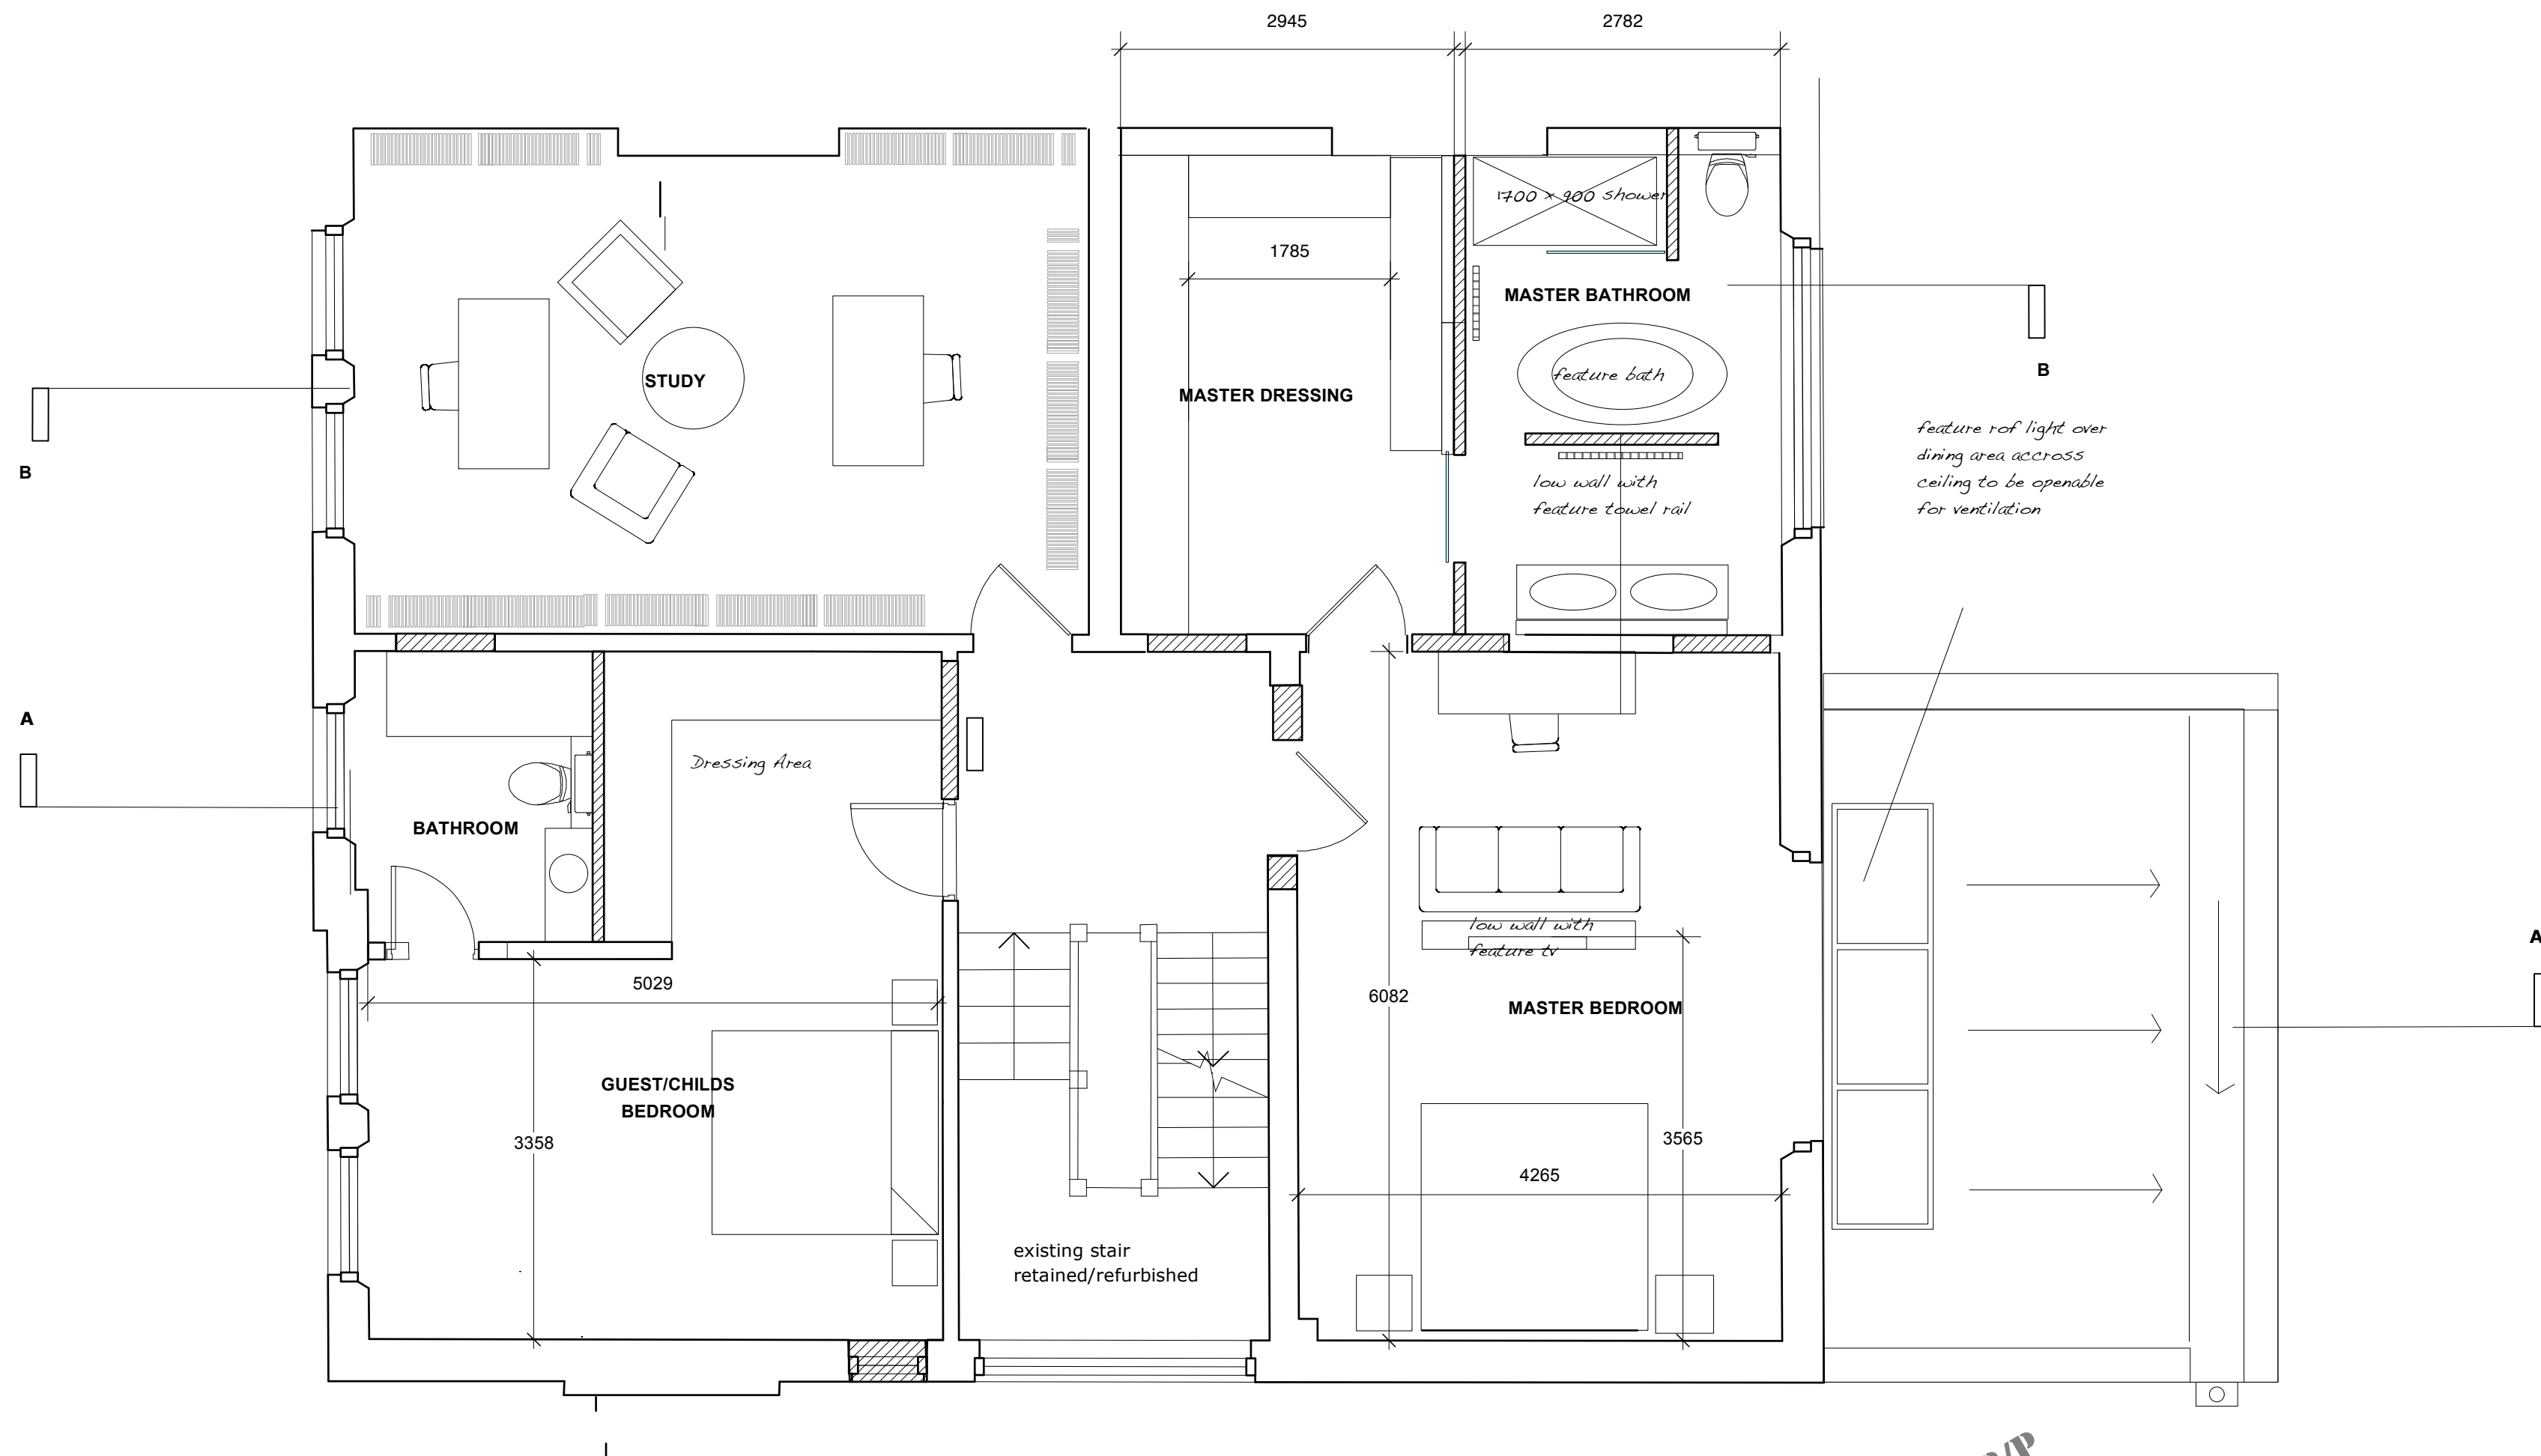 2945
2782
1700 x 900 shower
1785
MASTER BATHROOM
STUDY
feature bath
MASTER DRESSING
B
B
feature rof light over
dining area accross
ceiling to be openable
for ventilation
low wall with
feature towel rail
A
Dressing Area
BATHROOM
A
low wall with
feature tv
5029
6082
MASTER BEDROOM
GUEST/CHILDS
BEDROOM
3358
3565
4265
existing stair
retained/refurbished